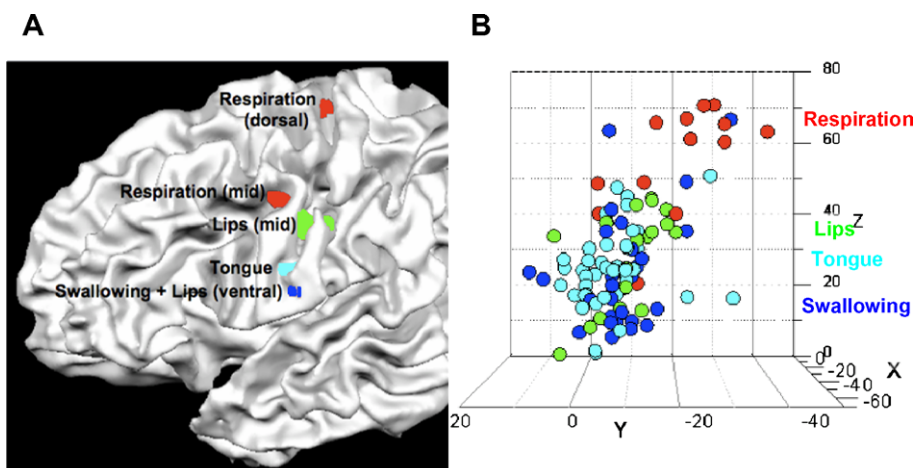 A
B
Respiration
(dorsal)
Respiration (mid)
Lips (mid)
Tongue
Swallowing + Lips (ventral)
80
Respiration
60
40
Z
Lips
Tongue
20
Swallowing
0
0
-20
X
-40
-60
20
0
Y
-20
-40